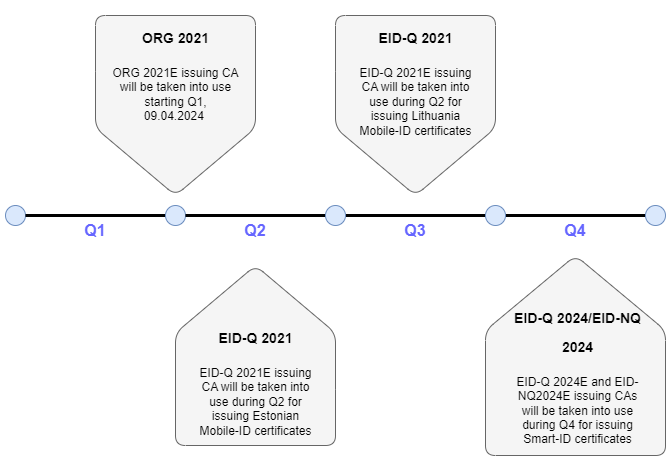 ORG 2021
ORG 2021E issuing CA
will be taken into use
starting Q1,
09.04.2024
EID-Q 2021
EID-Q 2021E issuing
CA will be taken into
use during Q2 for
issuing Lithuania
Mobile-ID certificates
Q1
Q2
Q3
Q4
EID-Q 2021
EID-Q 2021E issuing
CA will be taken into
use during Q2 for
issuing Estonian
Mobile-ID certificates
EID-Q 2024/EID-NQ
2024
EID-Q 2024E and EID-
NQ2024E issuing CAs
will be taken into use
during Q4 for issuing
Smart-ID certificates